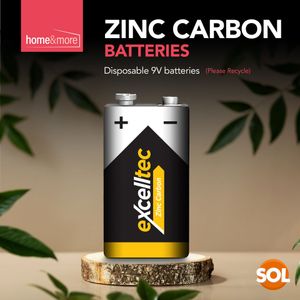 home&more
ZINC CARBON
BATTERIES
Disposable 9V batteries (Please Recycle)
+ -
excelltec
Zinc Carbon
SOL